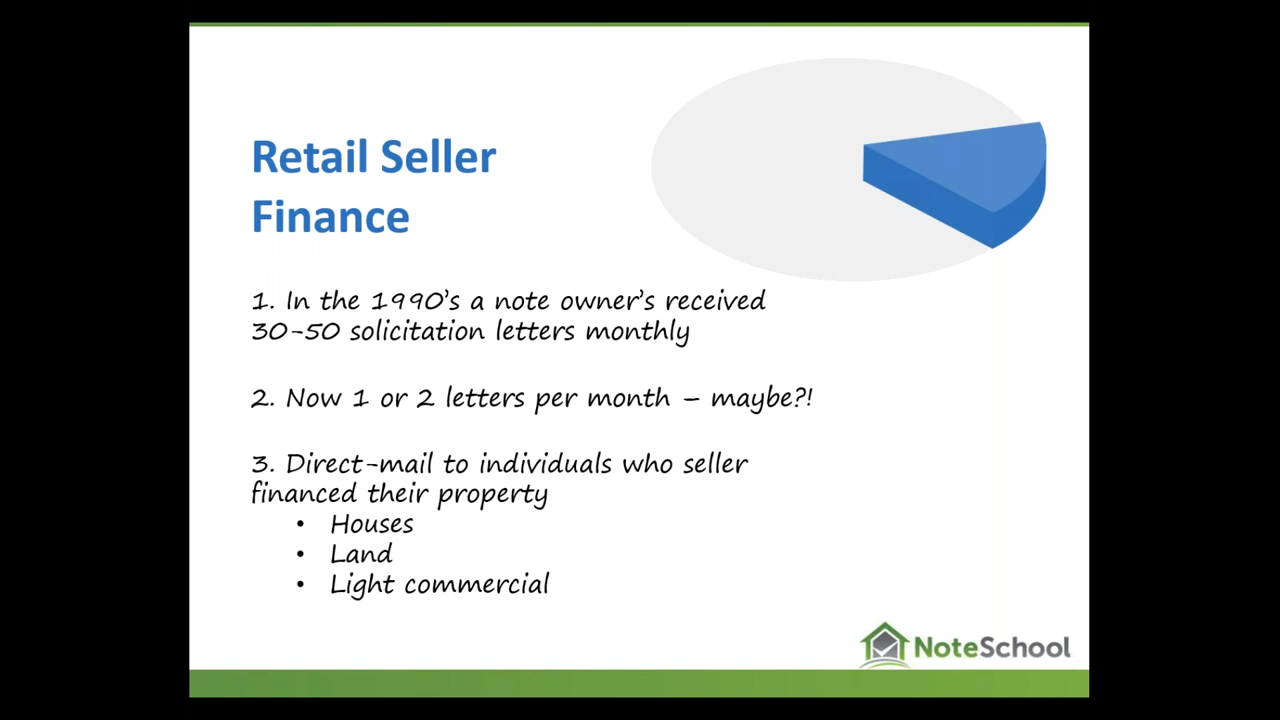 Retail Seller
Finance
1. In the 1990's a note owner's received
30-50 solicitation letters monthly
2. Now 1 or 2 letters per month – maybe?!
3. Direct-mail to individuals who seller
financed their property
• Houses
• Land
• Light commercial
NoteSchool